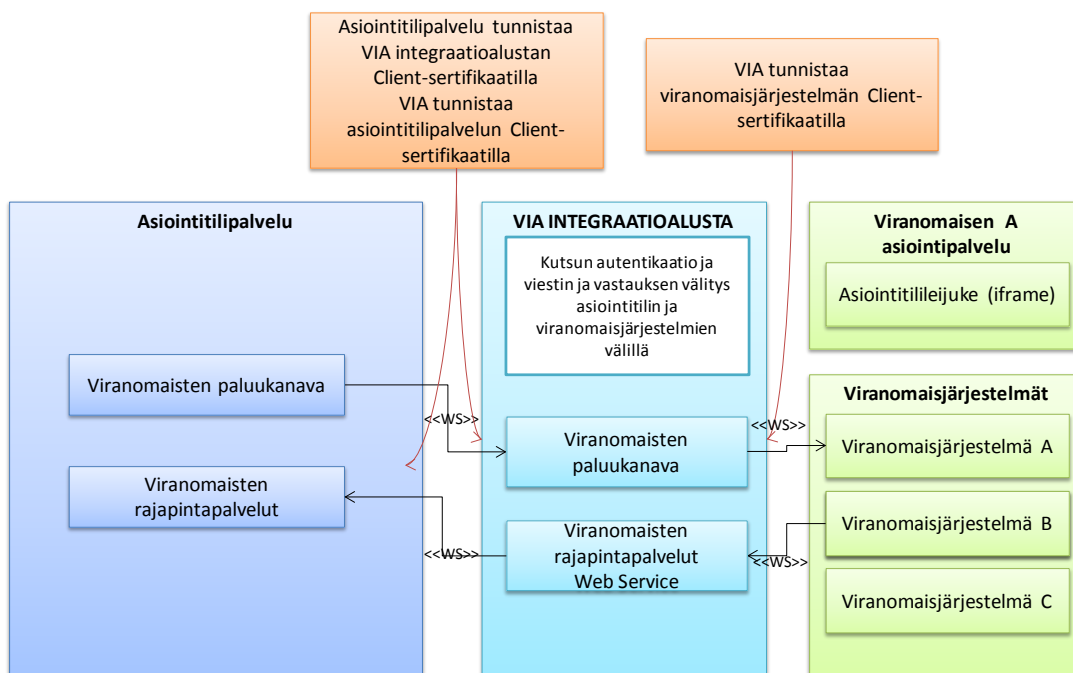 Asiointitilipalvelu tunnistaa
VIA integraatioalustan
Client-sertifikaatilla
VIA tunnistaa
asiointitilipalvelun Client-
sertifikaatilla
VIA tunnistaa
viranomaisjärjestelmän Client-
sertifikaatilla
Asiointitilipalvelu
Viranomaisten paluukanava
Viranomaisten
rajapintapalvelut
<<WS>>
<<WS>>
VIA INTEGRAATIOALUSTA
Kutsun autentikaatio ja
viestin ja vastauksen välitys
asiointitilin ja
viranomaisjärjestelmien
välillä
Viranomaisten
paluukanava
Viranomaisten
rajapintapalvelut
Web Service
<<WS>>
<<WS>>
Viranomaisen A
asiointipalvelu
Asiointitilileijuke (iframe)
Viranomaisjärjestelmät
Viranomaisjärjestelmä A
Viranomaisjärjestelmä B
Viranomaisjärjestelmä C